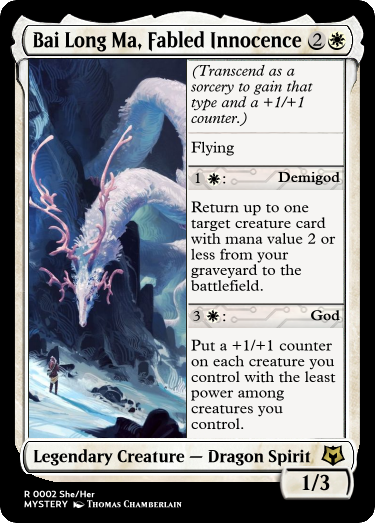 Bai Long Ma, Fabled Innocence 2
(Transcend as a
sorcery to gain that
type and a +1/+1
counter.)
Flying
1 : Demigod
Return up to one
target creature card
with mana value 2 or
less from your
graveyard to the
battlefield.
3 : God
Put a +1/+1 counter
on each creature you
control with the least
power among
creatures you
control.
Legendary Creature — Dragon Spirit
1/3
R 0002 She/Her
MYSTERY Thomas Chamberlain